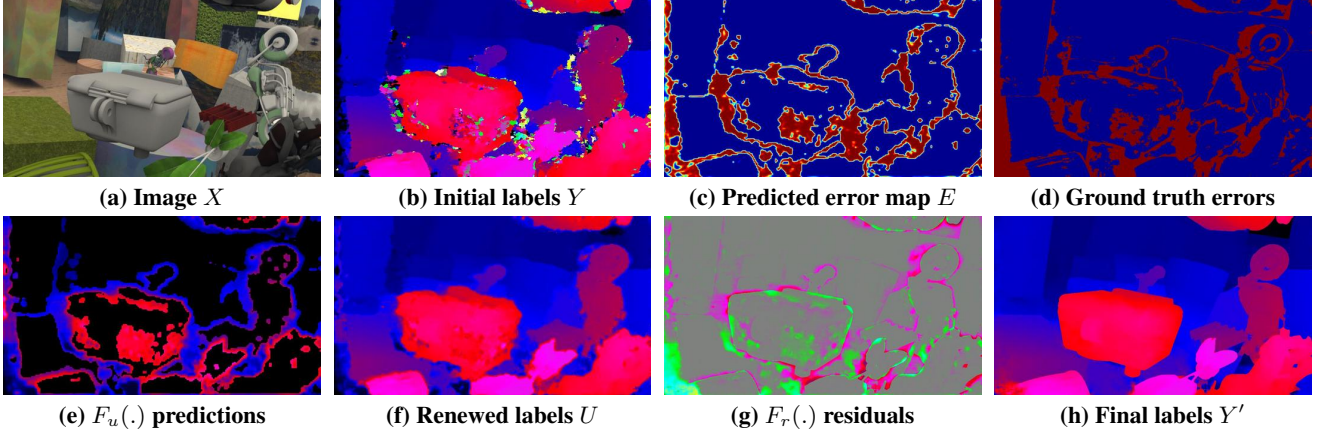 (a) Image X
(b) Initial labels Y
(c) Predicted error map E
(d) Ground truth errors
(e) F_u(.) predictions
(f) Renewed labels U
(g) F_r(.) residuals
(h) Final labels Y′